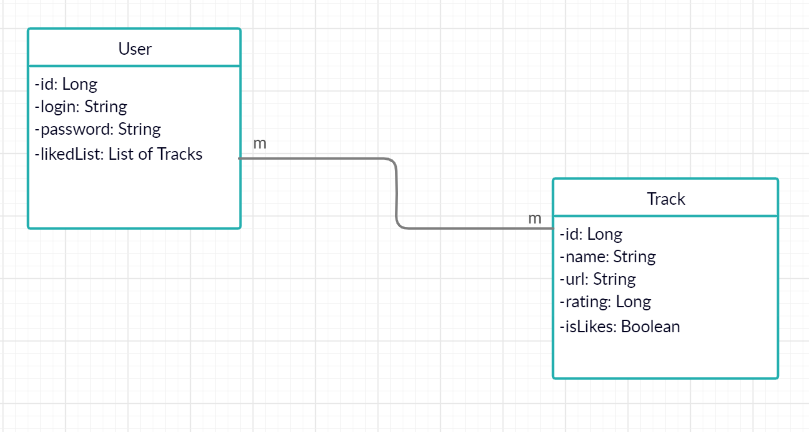 User
-id: Long
-login: String
-password: String
-likedList: List of Tracks
m
m
Track
-id: Long
-name: String
-url: String
-rating: Long
-isLikes: Boolean